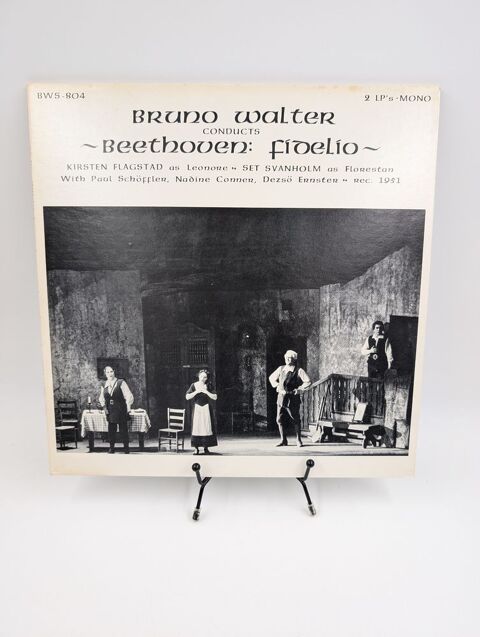 BWS-804
2 LP's-MONO
Bruno Walter
CONDUCTS
~Beethoven: Fidelio~
KIRSTEN FLAGSTAD as Leonore •• SET SVANHOLM as Florestan
With Paul Schöffler, Nadine Conner, Dezsö Ernster •• rec. 1951